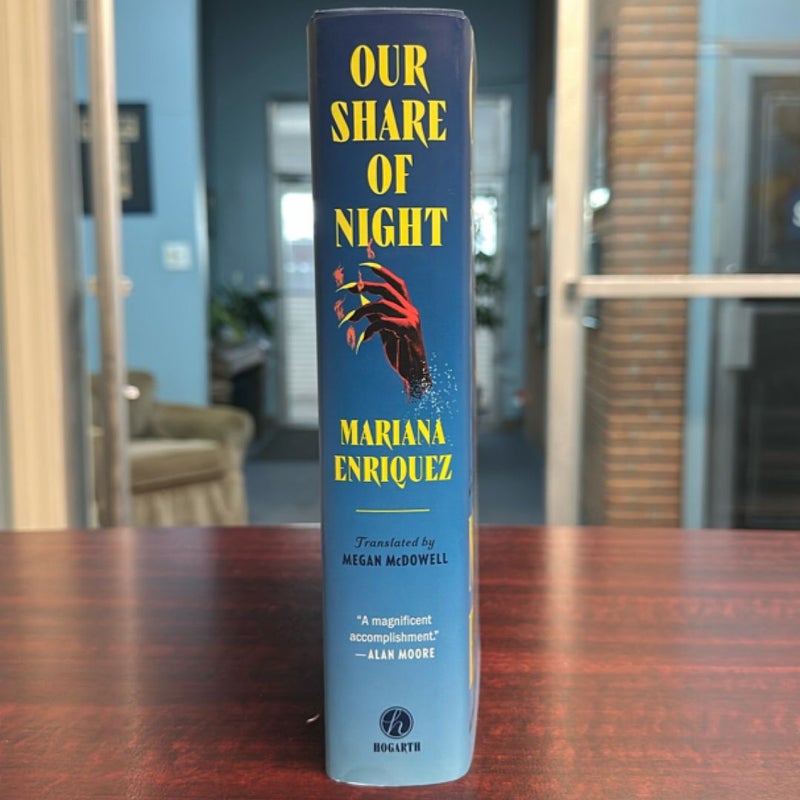 OUR
SHARE
OF
NIGHT
MARIANA
ENRIQUEZ
Translated by
MEGAN McDOWELL
“A magnificent
accomplishment.”
—ALAN MOORE
h
HOGARTH